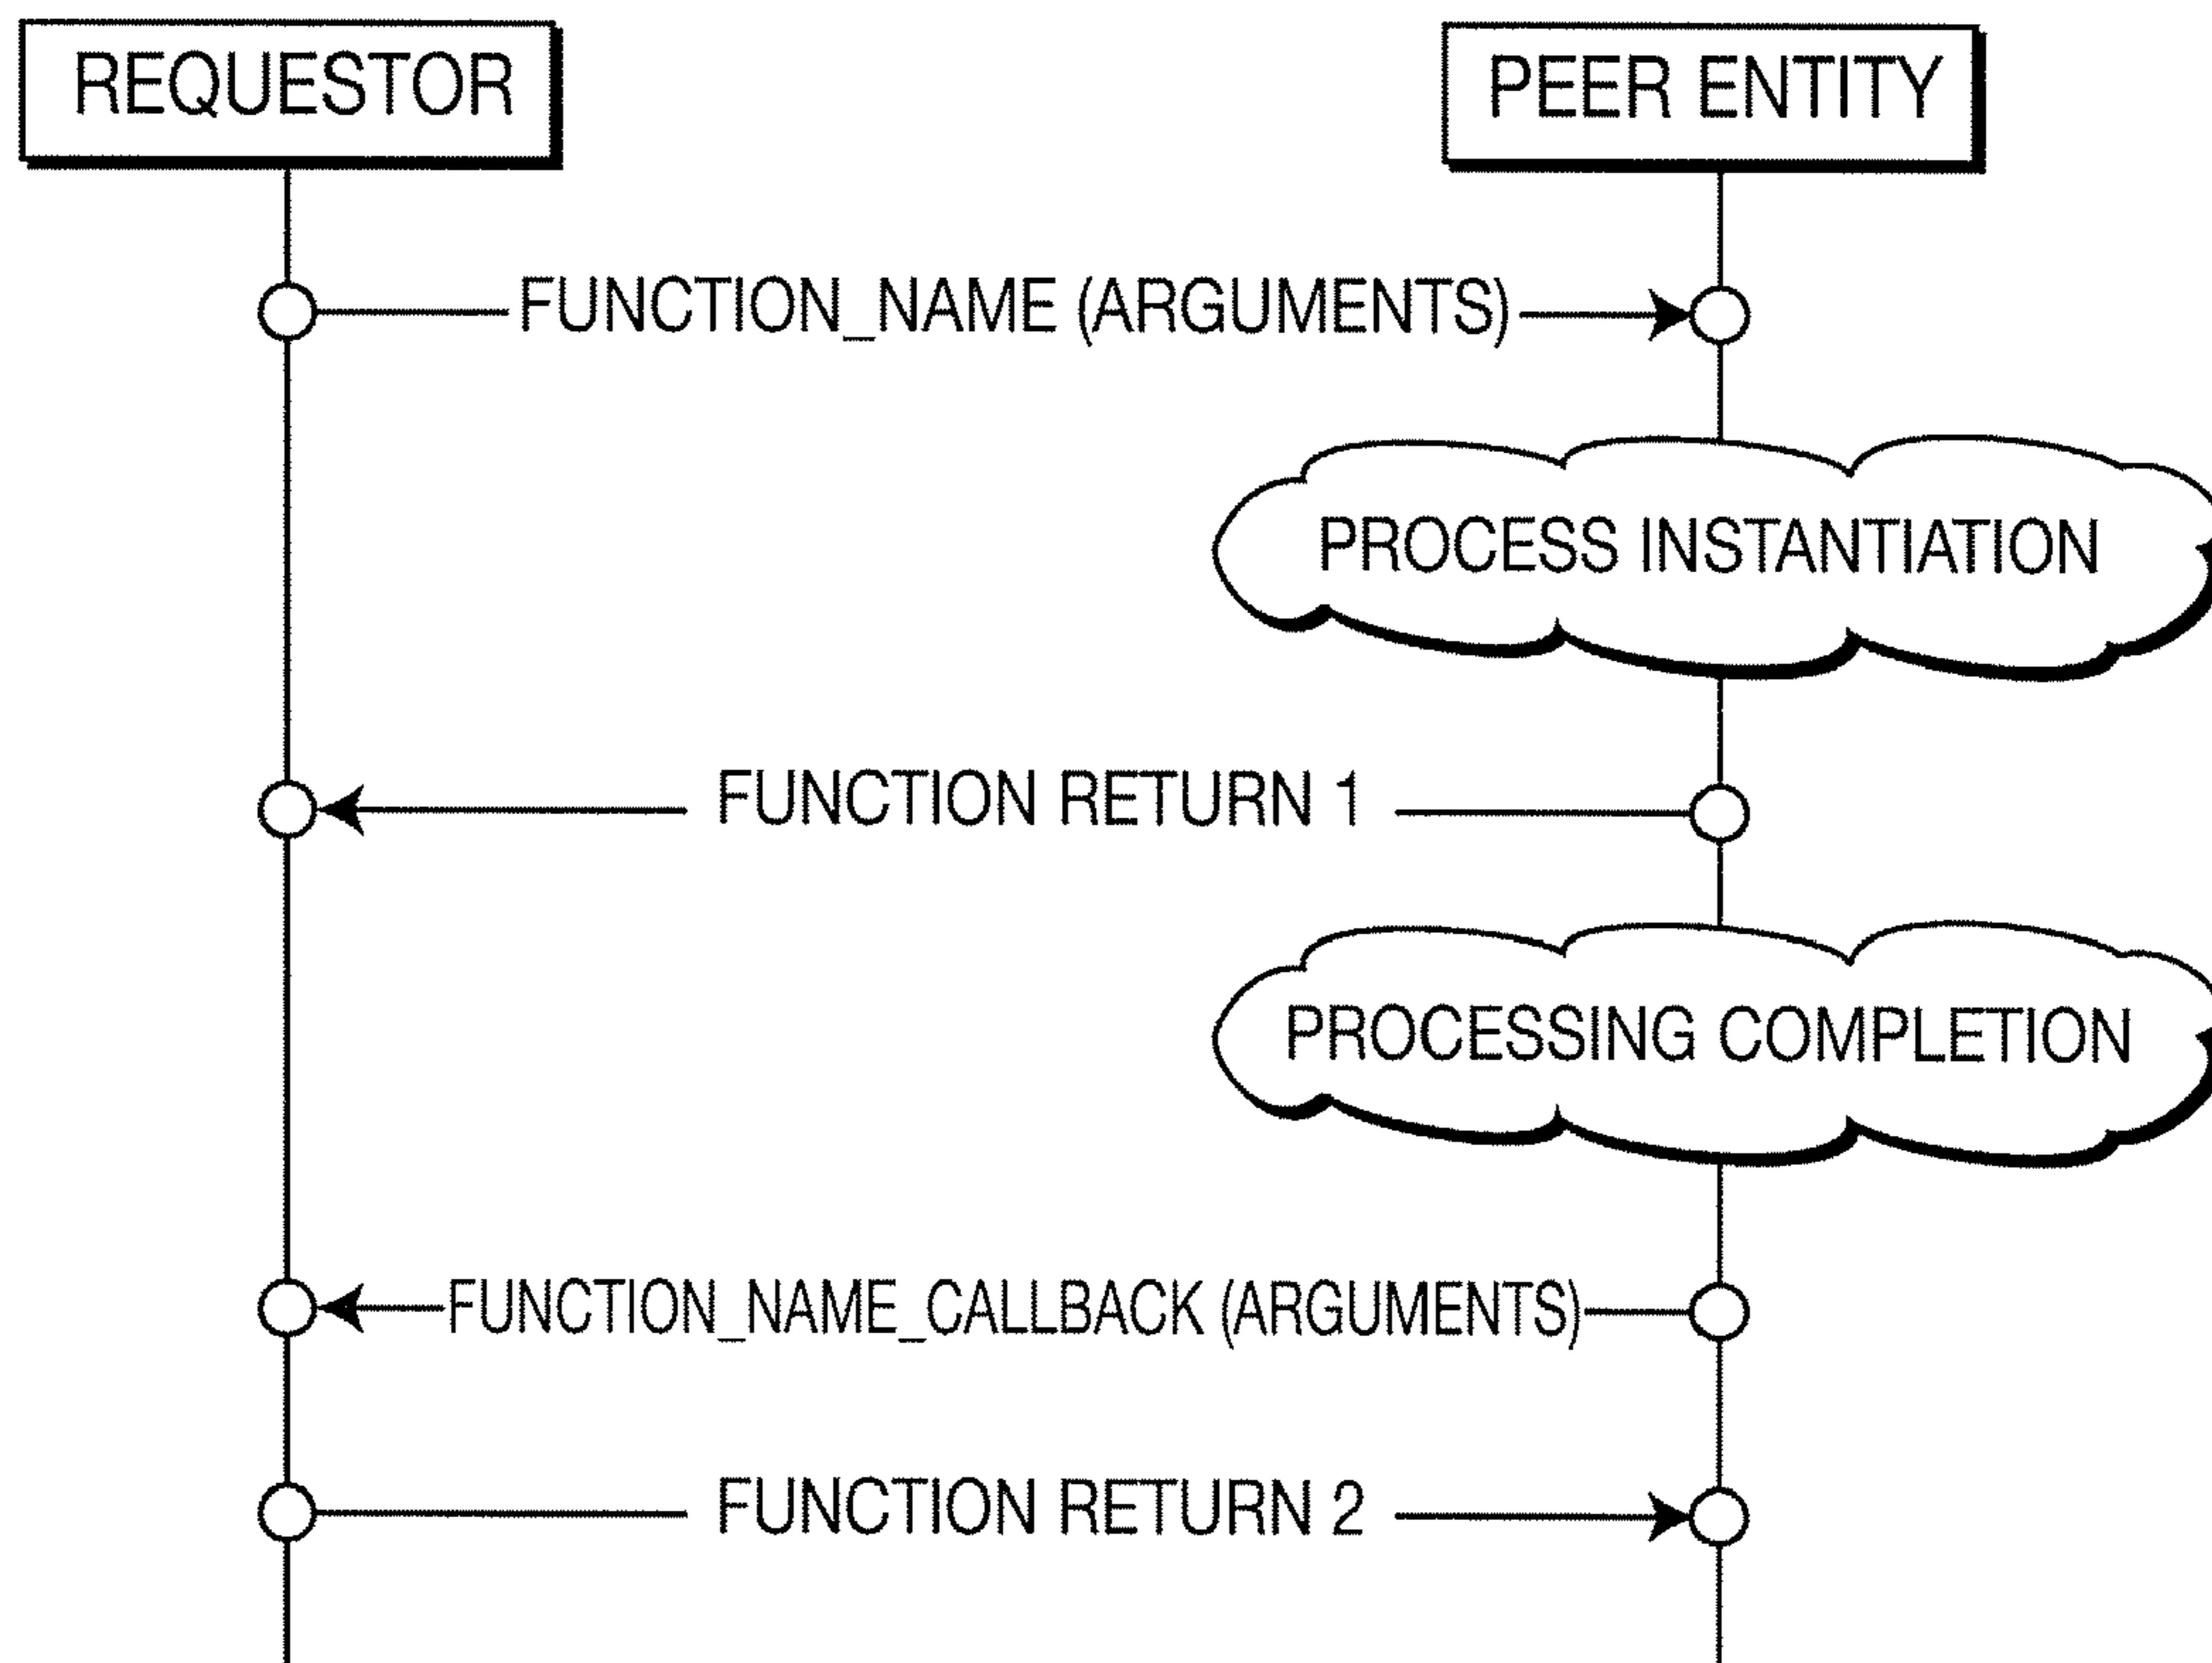 REQUESTOR
PEER ENTITY
FUNCTION_NAME (ARGUMENTS)
PROCESS INSTANTIATION
FUNCTION RETURN 1
PROCESSING COMPLETION
FUNCTION_NAME_CALLBACK (ARGUMENTS)
FUNCTION RETURN 2